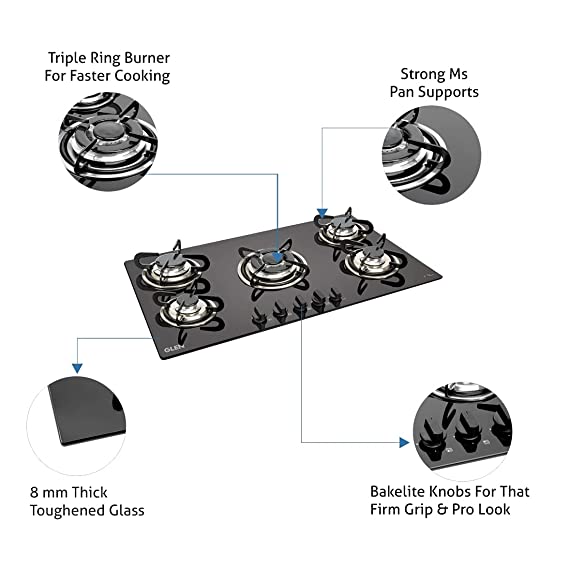 Triple Ring Burner
For Faster Cooking
Strong Ms
Pan Supports
GLEN
8 mm Thick
Toughened Glass
Bakelite Knobs For That
Firm Grip & Pro Look